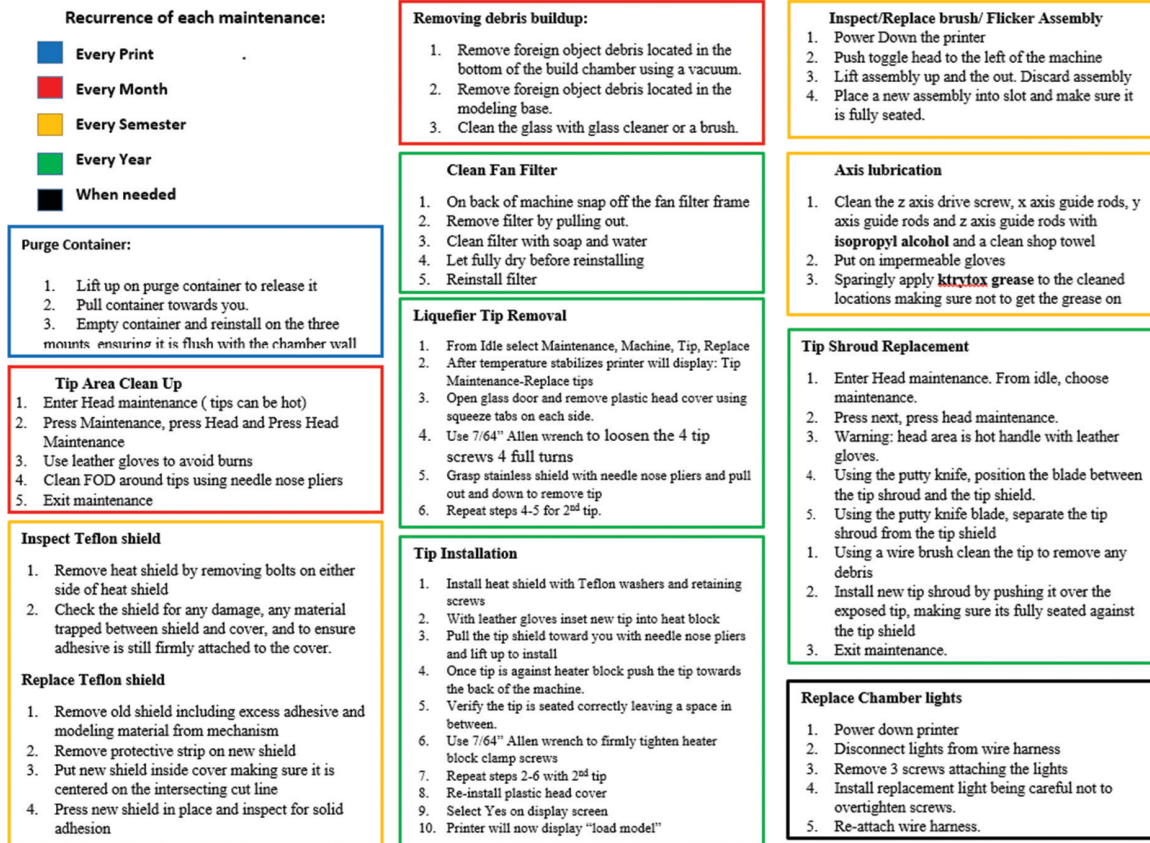 Recurrence of each maintenance:
Every Print
Every Month
Every Semester
Every Year
When needed
Purge Container:
1. Lift up on purge container to release it
2. Pull container towards you.
3. Empty container and reinstall on the three
mounts, ensuring it is flush with the chamber wall
Tip Area Clean Up
1. Enter Head maintenance ( tips can be hot)
2. Press Maintenance, press Head and Press Head
Maintenance
3. Use leather gloves to avoid burns
4. Clean FOD around tips using needle nose pliers
5. Exit maintenance
Inspect Teflon shield
1. Remove heat shield by removing bolts on either
side of heat shield
2. Check the shield for any damage, any material
trapped between shield and cover, and to ensure
adhesive is still firmly attached to the cover.
Replace Teflon shield
1. Remove old shield including excess adhesive and
modeling material from mechanism
2. Remove protective strip on new shield
3. Put new shield inside cover making sure it is
centered on the intersecting cut line
4. Press new shield in place and inspect for solid
adhesion
Removing debris buildup:
1. Remove foreign object debris located in the
bottom of the build chamber using a vacuum.
2. Remove foreign object debris located in the
modeling base.
3. Clean the glass with glass cleaner or a brush.
Clean Fan Filter
1. On back of machine snap off the fan filter frame
2. Remove filter by pulling out.
3. Clean filter with soap and water
4. Let fully dry before reinstalling
5. Reinstall filter
Liquefier Tip Removal
1. From Idle select Maintenance, Machine, Tip, Replace
2. After temperature stabilizes printer will display: Tip
Maintenance-Replace tips
3. Open glass door and remove plastic head cover using
squeeze tabs on each side.
4. Use 7/64” Allen wrench to loosen the 4 tip
screws 4 full turns
5. Grasp stainless shield with needle nose pliers and pull
out and down to remove tip
6. Repeat steps 4-5 for 2nd tip.
Tip Installation
1. Install heat shield with Teflon washers and retaining
screws
2. With leather gloves inset new tip into heat block
3. Pull the tip shield toward you with needle nose pliers
and lift up to install
4. Once tip is against heater block push the tip towards
the back of the machine.
5. Verify the tip is seated correctly leaving a space in
between.
6. Use 7/64” Allen wrench to firmly tighten heater
block clamp screws
7. Repeat steps 2-6 with 2nd tip
8. Re-install plastic head cover
9. Select Yes on display screen
10. Printer will now display “load model”
Inspect/Replace brush/ Flicker Assembly
1. Power Down the printer
2. Push toggle head to the left of the machine
3. Lift assembly up and the out. Discard assembly
4. Place a new assembly into slot and make sure it
is fully seated.
Axis lubrication
1. Clean the z axis drive screw, x axis guide rods, y
axis guide rods and z axis guide rods with
isopropyl alcohol and a clean shop towel
2. Put on impermeable gloves
3. Sparingly apply ktrytox grease to the cleaned
locations making sure not to get the grease on
Tip Shroud Replacement
1. Enter Head maintenance. From idle, choose
maintenance.
2. Press next, press head maintenance.
3. Warning: head area is hot handle with leather
gloves.
4. Using the putty knife, position the blade between
the tip shroud and the tip shield.
5. Using the putty knife blade, separate the tip
shroud from the tip shield
1. Using a wire brush clean the tip to remove any
debris
2. Install new tip shroud by pushing it over the
exposed tip, making sure its fully seated against
the tip shield
3. Exit maintenance.
Replace Chamber lights
1. Power down printer
2. Disconnect lights from wire harness
3. Remove 3 screws attaching the lights
4. Install replacement light being careful not to
overtighten screws.
5. Re-attach wire harness.